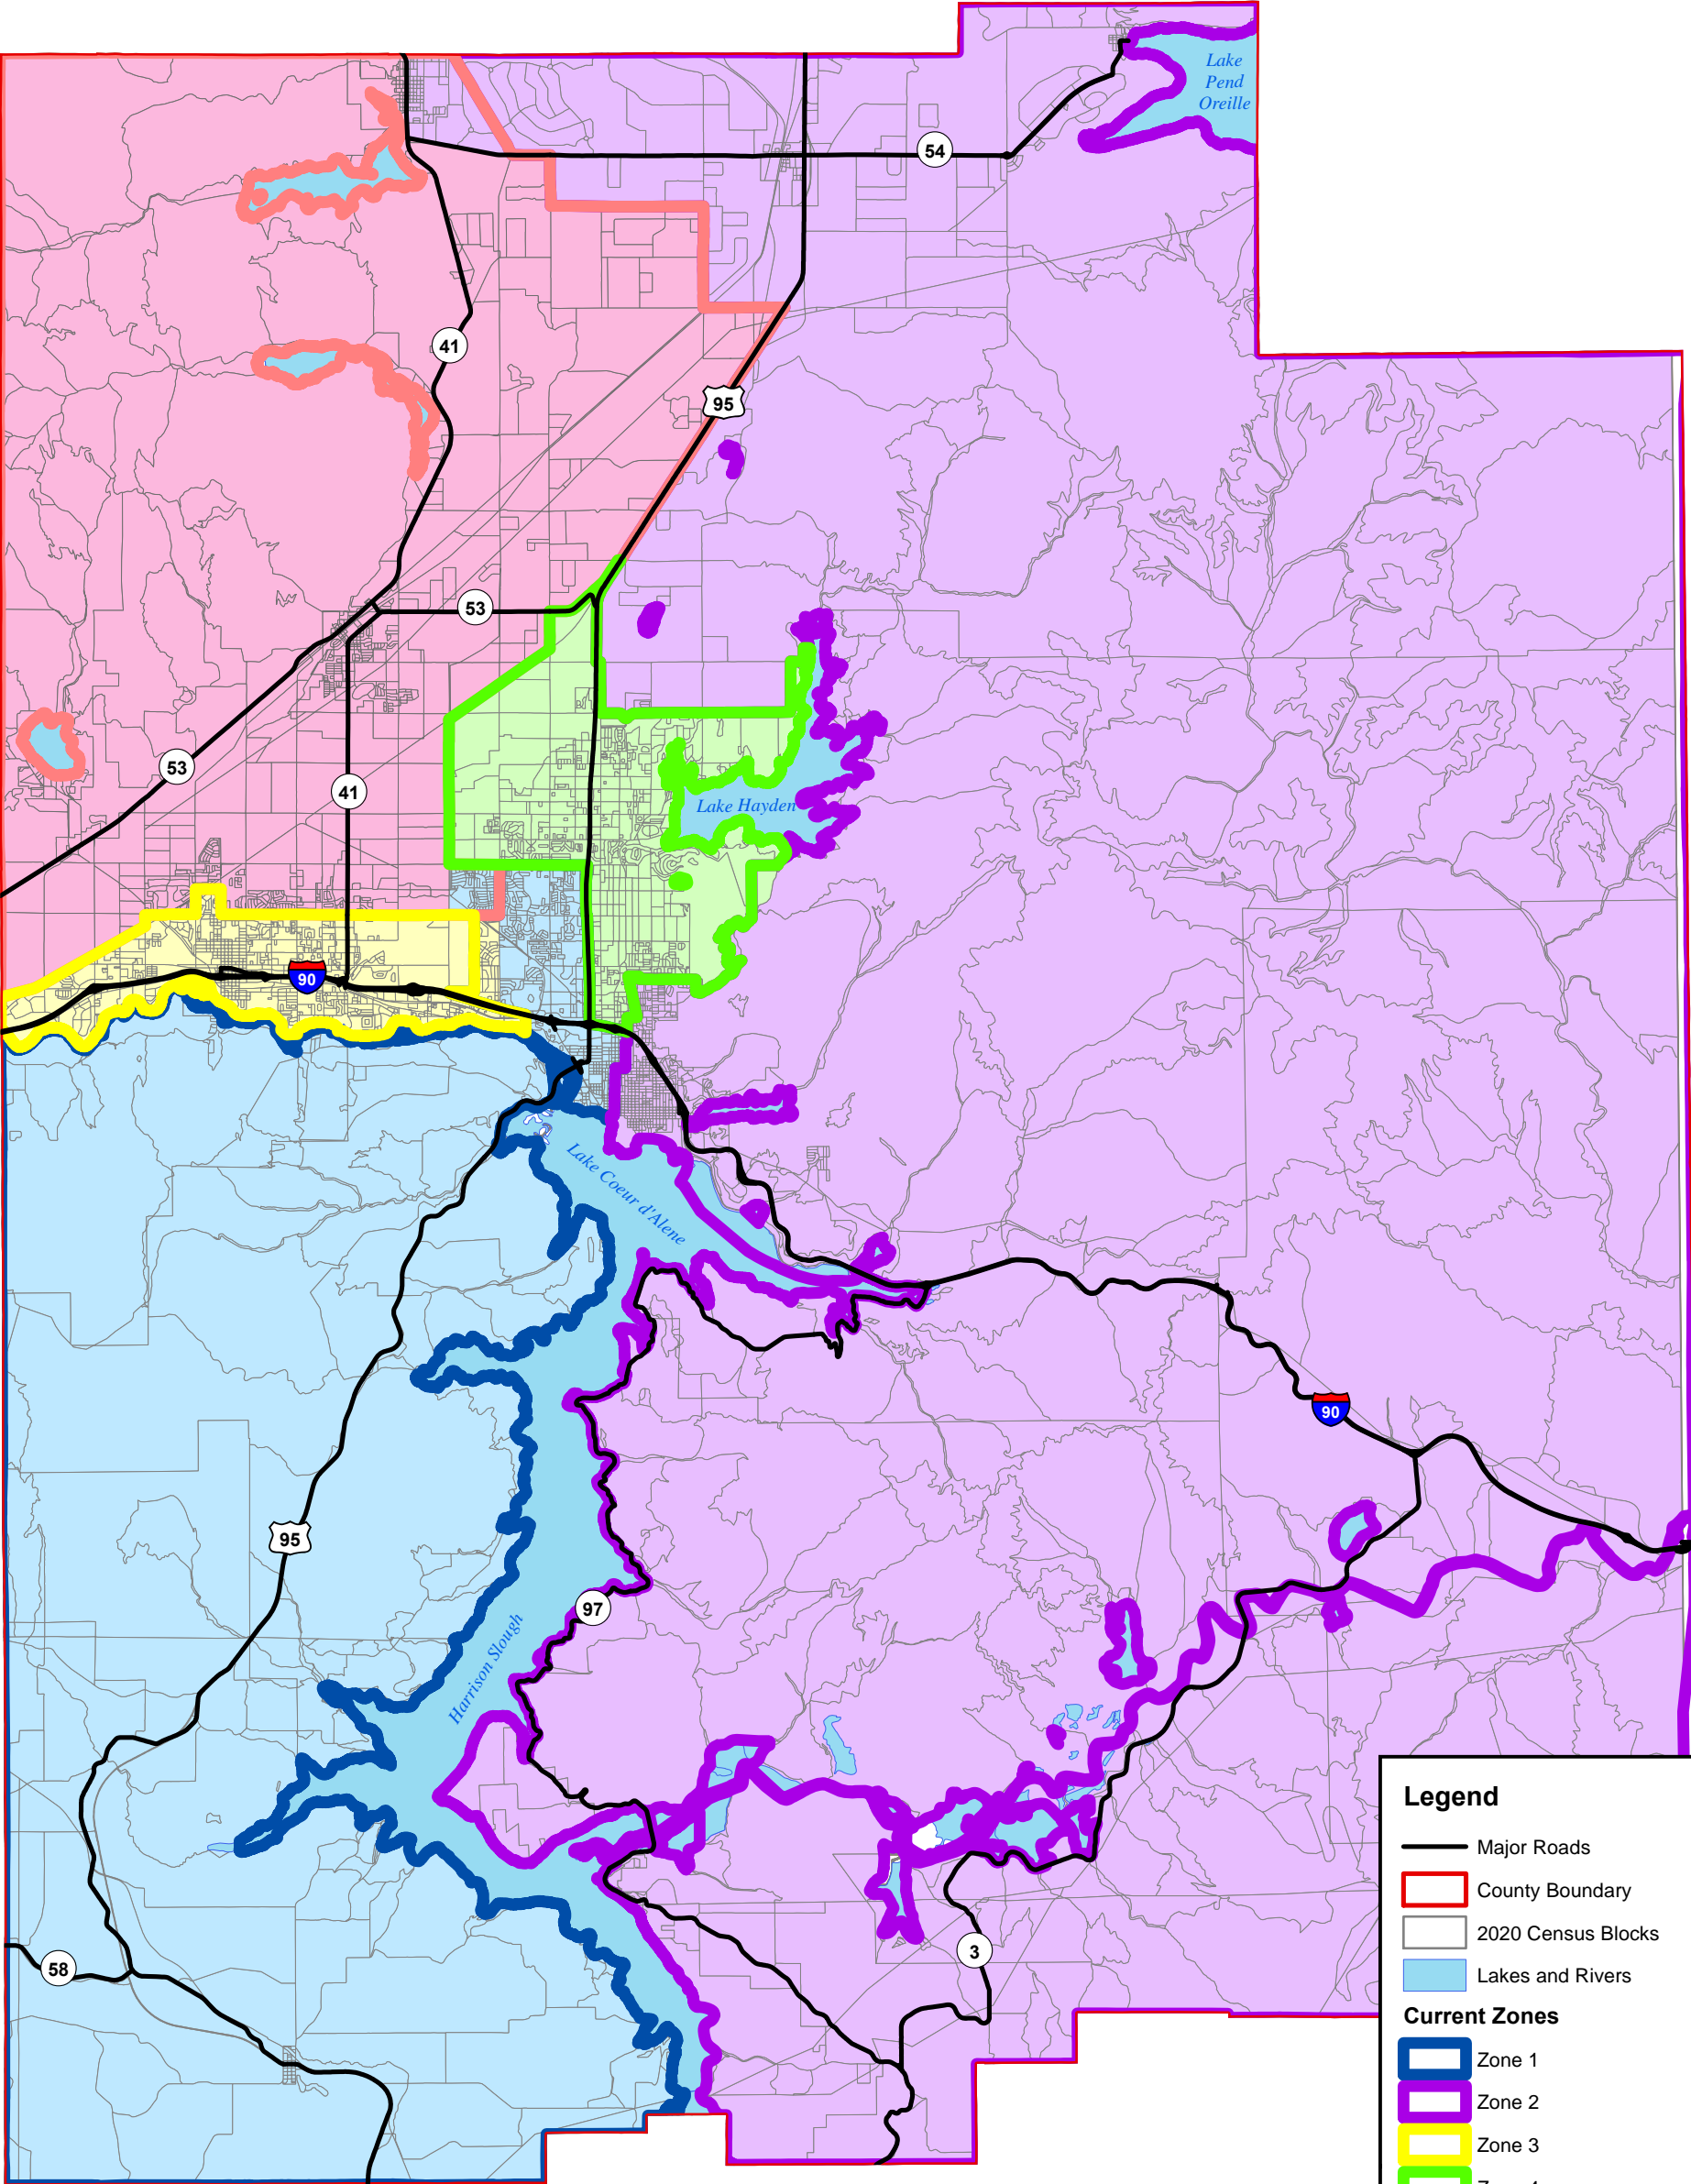 Lake
Pend
Oreille
54
41
95
53
53
41
Lake Hayden
90
Lake Coeur d'Alene
90
95
97
Harrison Slough
3
58
Legend
Major Roads
County Boundary
2020 Census Blocks
Lakes and Rivers
Current Zones
Zone 1
Zone 2
Zone 3